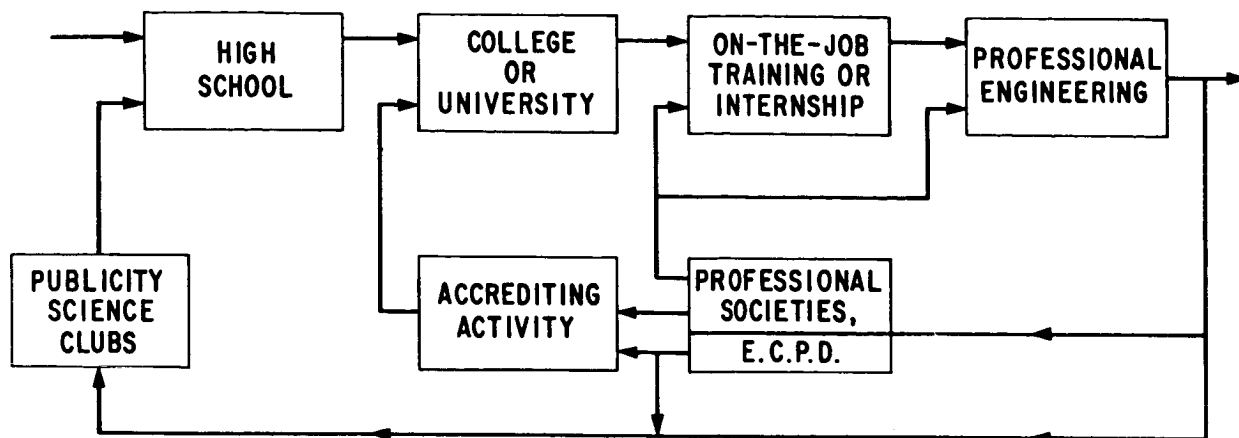 HIGH
SCHOOL
COLLEGE
OR
UNIVERSITY
ON-THE-JOB
TRAINING OR
INTERNSHIP
PROFESSIONAL
ENGINEERING
PUBLICITY
SCIENCE
CLUBS
ACCREDITING
ACTIVITY
PROFESSIONAL
SOCIETIES,
E.C.P.D.